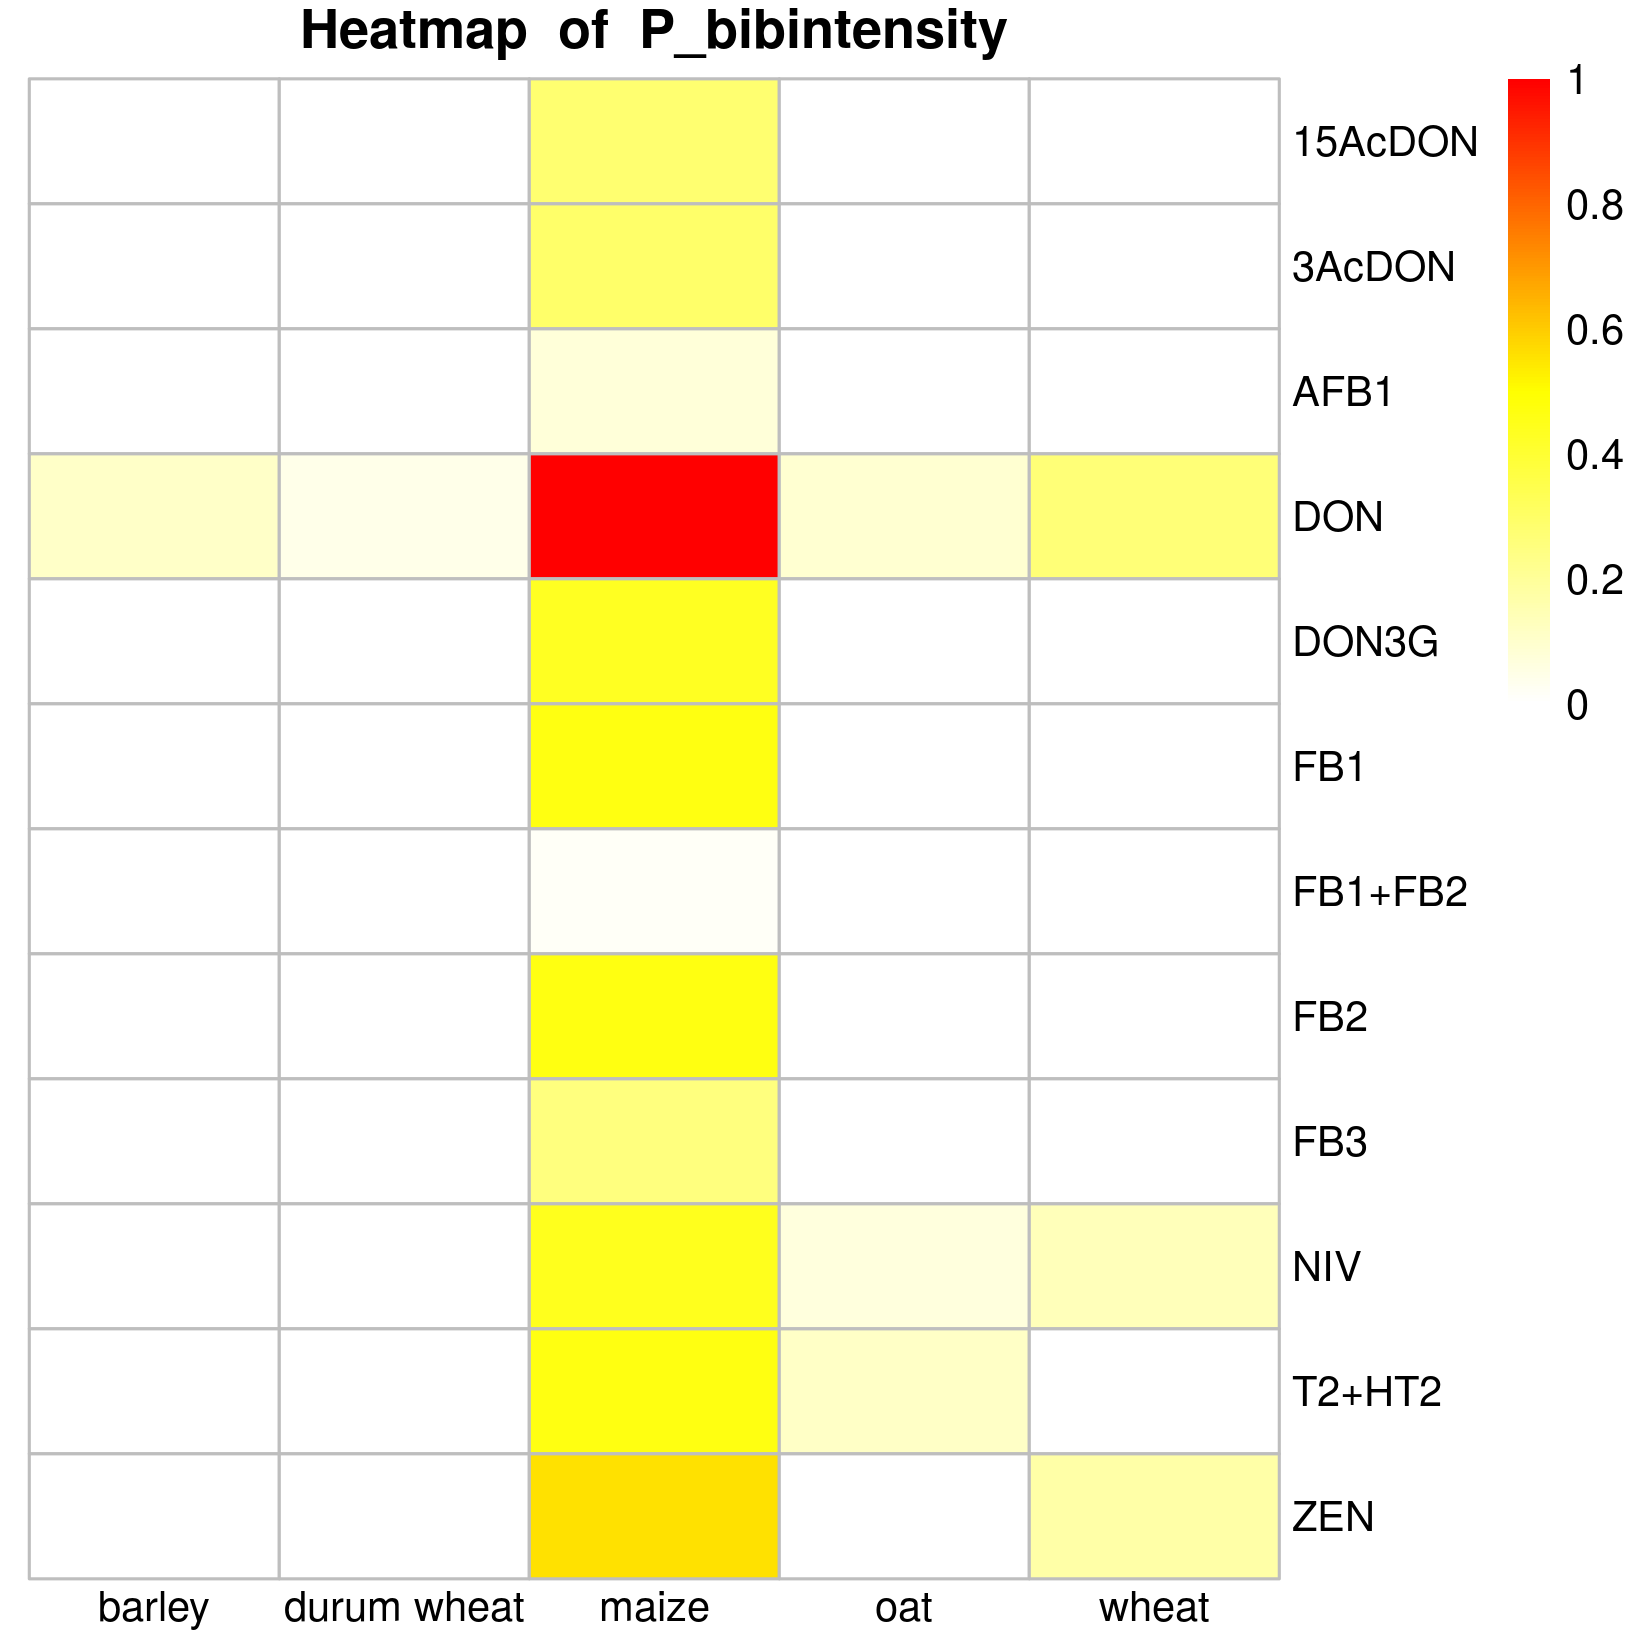 Heatmap of P_bibintensity
1
0.8
0.6
0.4
0.2
0
15AcDON
3AcDON
AFB1
DON
DON3G
FB1
FB1+FB2
FB2
FB3
NIV
T2+HT2
ZEN
barley
durum wheat
maize
oat
wheat